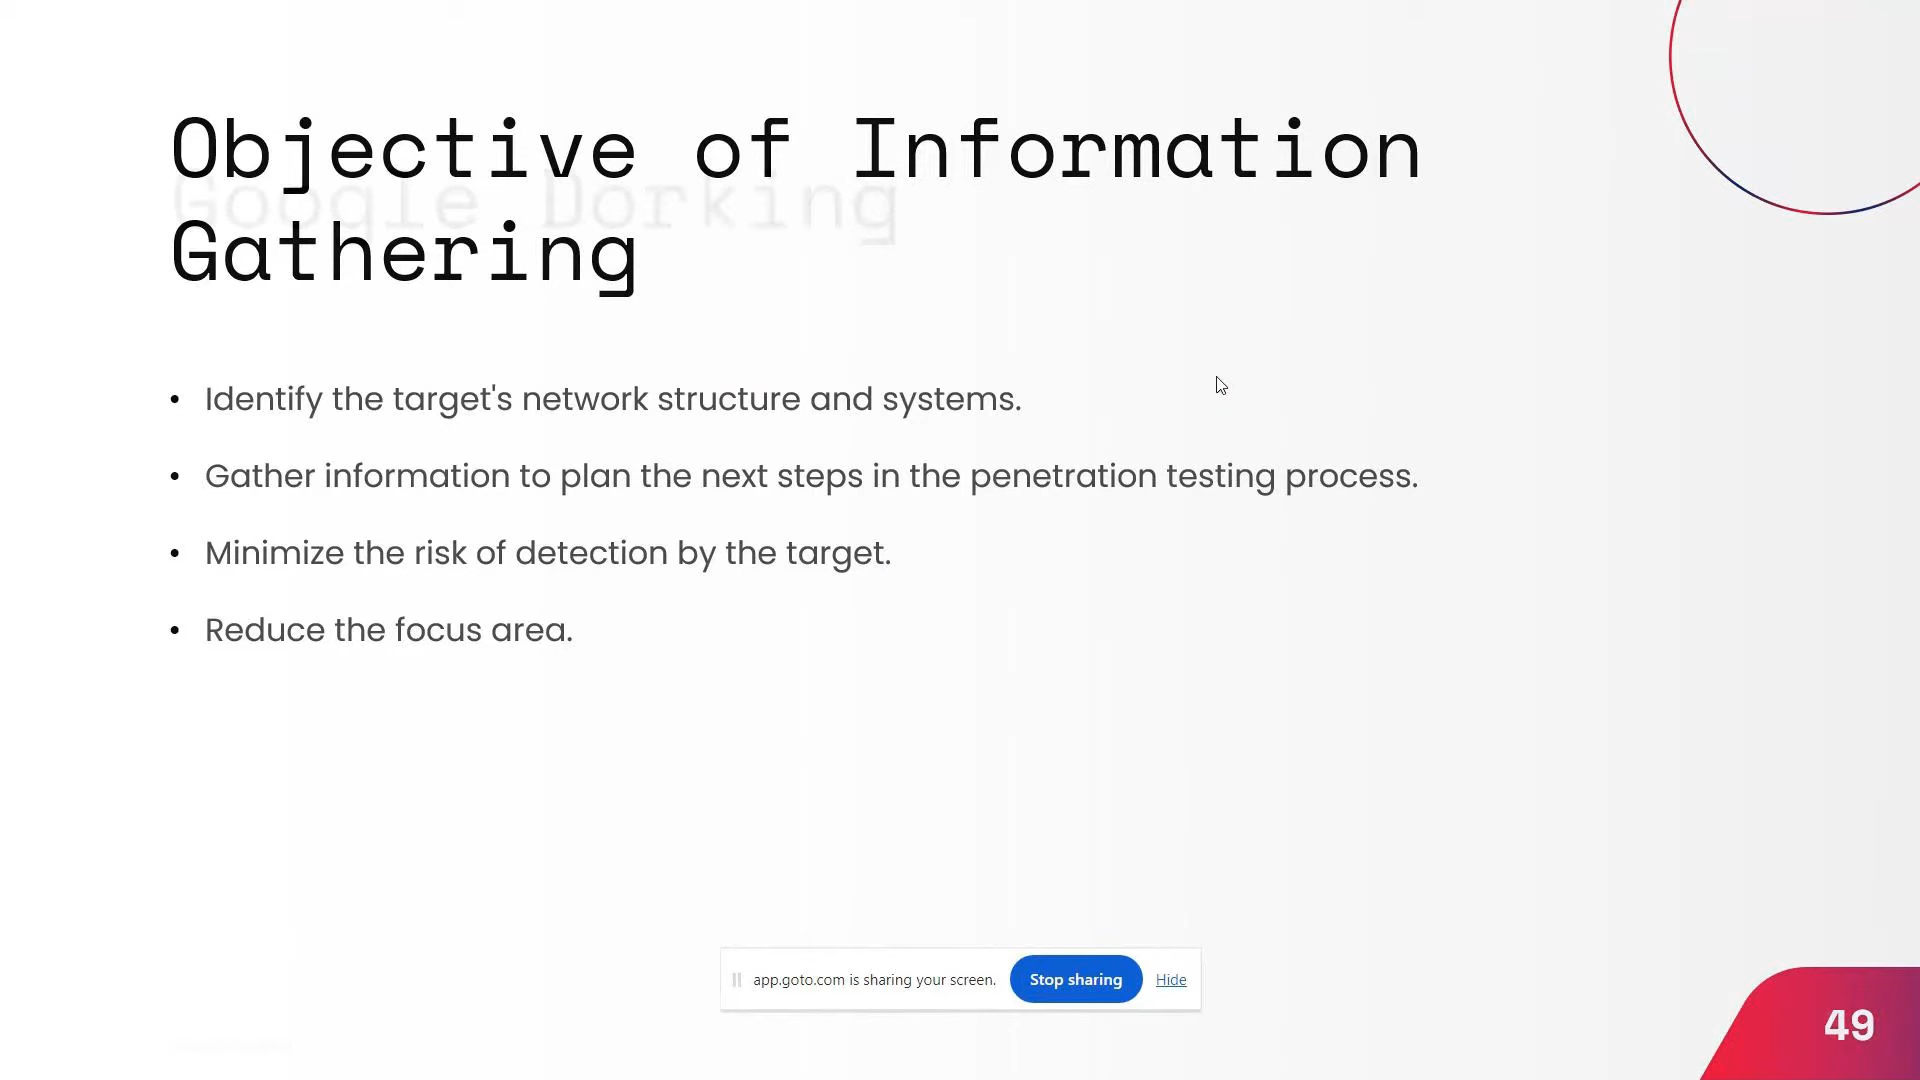 Objective of Information
Google Dorking
Gathering
• Identify the target's network structure and systems.
• Gather information to plan the next steps in the penetration testing process.
• Minimize the risk of detection by the target.
• Reduce the focus area.
app.goto.com is sharing your screen. Stop sharing Hide
49